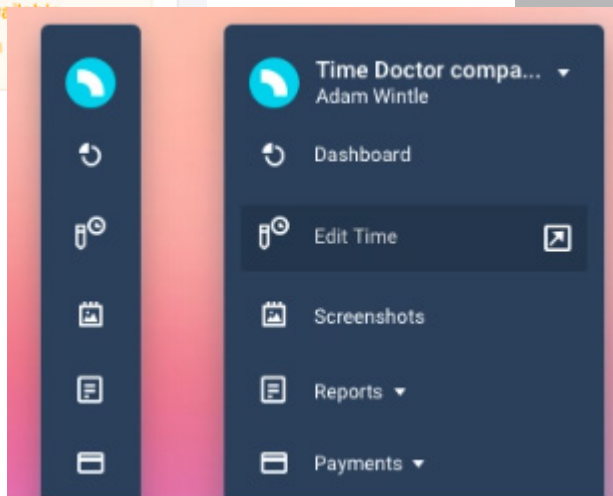 Time Doctor compa...
Adam Wintle
Dashboard
Edit Time
Screenshots
Reports
Payments